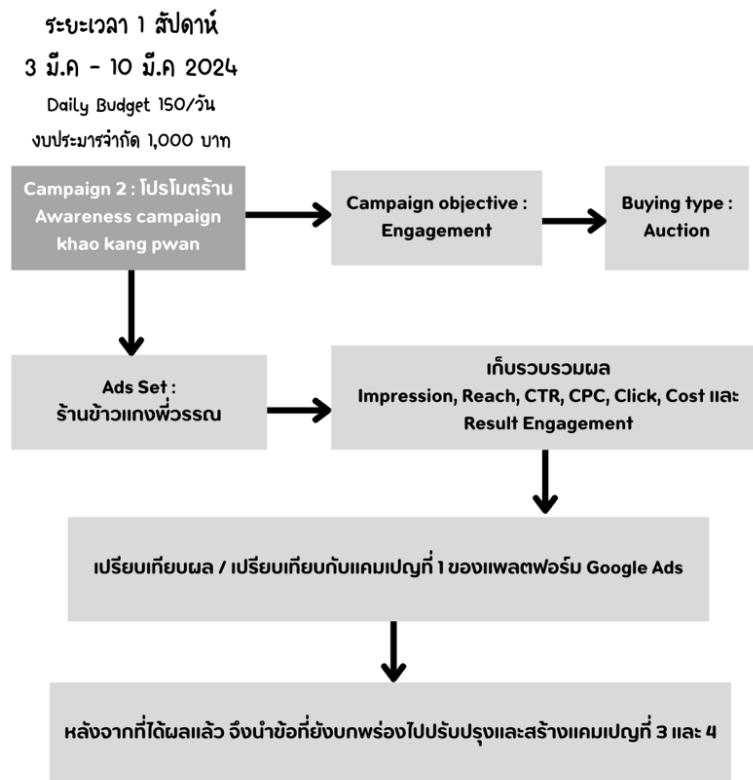 ระยะเวลา 1 สัปดาห์
3 มี.ค - 10 มี.ค 2024
Daily Budget 150/วัน
งบประมารจำกัด 1,000 บาท
Campaign 2 : โปรโมตร้าน
Awareness campaign
khao kang pwan
Campaign objective :
Engagement
Buying type :
Auction
Ads Set :
ร้านข้าวแกงพี่วรรณ
เก็บรวบรวมผล
Impression, Reach, CTR, CPC, Click, Cost และ
Result Engagement
เปรียบเทียบผล / เปรียบเทียบกับแคมเปญที่ 1 ของแพลตฟอร์ม Google Ads
หลังจากที่ได้ผลแล้ว จึงนำข้อที่ยังบกพร่องไปปรับปรุงและสร้างแคมเปญที่ 3 และ 4